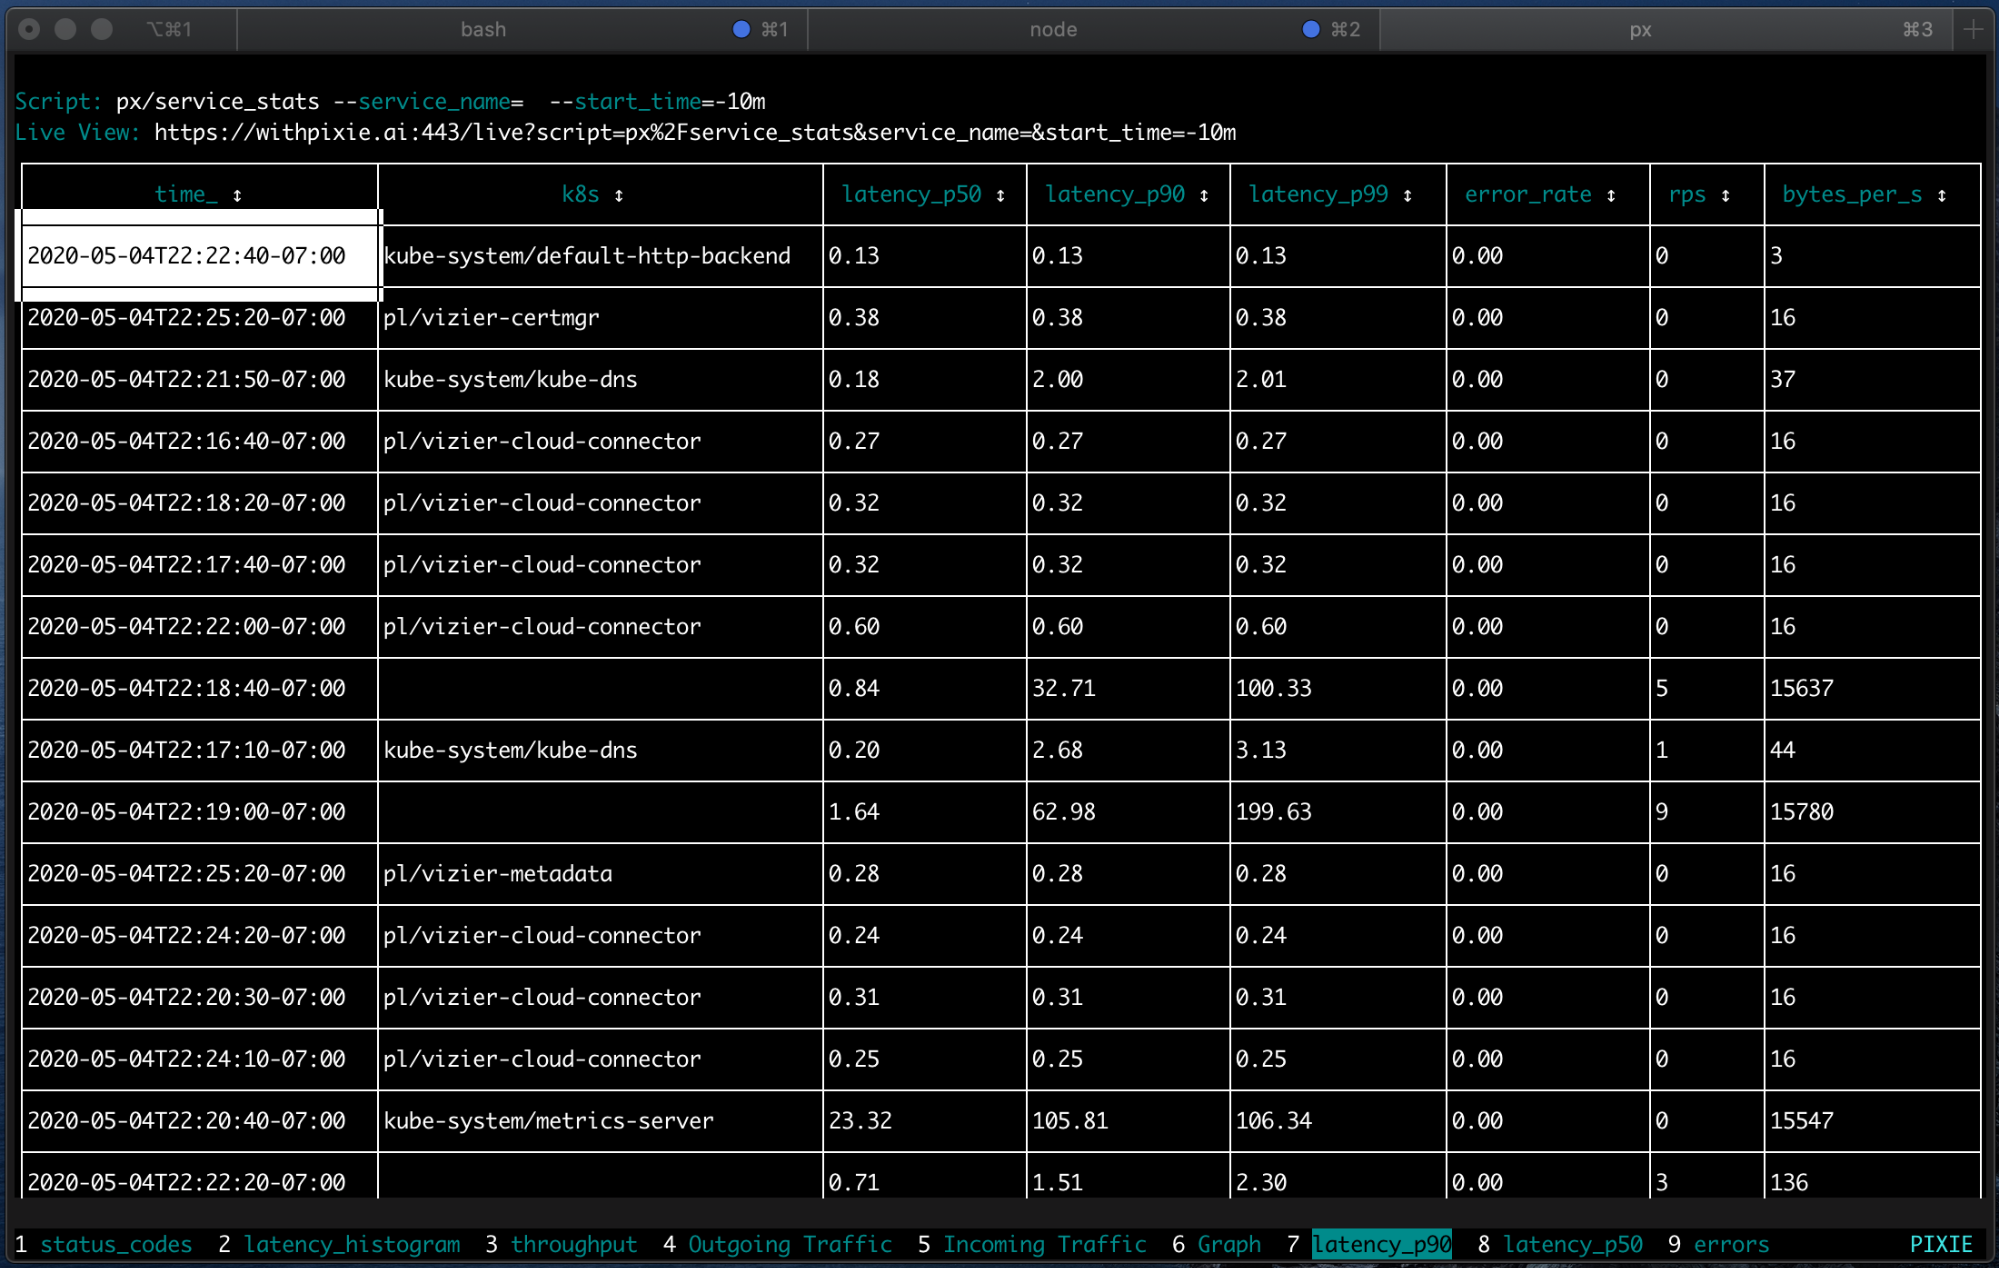 ⌥⌘1 bash ⌘1 node ⌘2 px ⌘3 +
Script: px/service_stats --service_name=  --start_time=-10m
Live View: https://withpixie.ai:443/live?script=px%2Fservice_stats&service_name=&start_time=-10m
time_ ↕ k8s ↕ latency_p50 ↕ latency_p90 ↕ latency_p99 ↕ error_rate ↕ rps ↕ bytes_per_s ↕
2020-05-04T22:22:40-07:00 kube-system/default-http-backend 0.13 0.13 0.13 0.00 0 3
2020-05-04T22:25:20-07:00 pl/vizier-certmgr 0.38 0.38 0.38 0.00 0 16
2020-05-04T22:21:50-07:00 kube-system/kube-dns 0.18 2.00 2.01 0.00 0 37
2020-05-04T22:16:40-07:00 pl/vizier-cloud-connector 0.27 0.27 0.27 0.00 0 16
2020-05-04T22:18:20-07:00 pl/vizier-cloud-connector 0.32 0.32 0.32 0.00 0 16
2020-05-04T22:17:40-07:00 pl/vizier-cloud-connector 0.32 0.32 0.32 0.00 0 16
2020-05-04T22:22:00-07:00 pl/vizier-cloud-connector 0.60 0.60 0.60 0.00 0 16
2020-05-04T22:18:40-07:00 0.84 32.71 100.33 0.00 5 15637
2020-05-04T22:17:10-07:00 kube-system/kube-dns 0.20 2.68 3.13 0.00 1 44
2020-05-04T22:19:00-07:00 1.64 62.98 199.63 0.00 9 15780
2020-05-04T22:25:20-07:00 pl/vizier-metadata 0.28 0.28 0.28 0.00 0 16
2020-05-04T22:24:20-07:00 pl/vizier-cloud-connector 0.24 0.24 0.24 0.00 0 16
2020-05-04T22:20:30-07:00 pl/vizier-cloud-connector 0.31 0.31 0.31 0.00 0 16
2020-05-04T22:24:10-07:00 pl/vizier-cloud-connector 0.25 0.25 0.25 0.00 0 16
2020-05-04T22:20:40-07:00 kube-system/metrics-server 23.32 105.81 106.34 0.00 0 15547
2020-05-04T22:22:20-07:00 0.71 1.51 2.30 0.00 3 136
1 status_codes 2 latency_histogram 3 throughput 4 Outgoing Traffic 5 Incoming Traffic 6 Graph 7 latency_p90 8 latency_p50 9 errors PIXIE